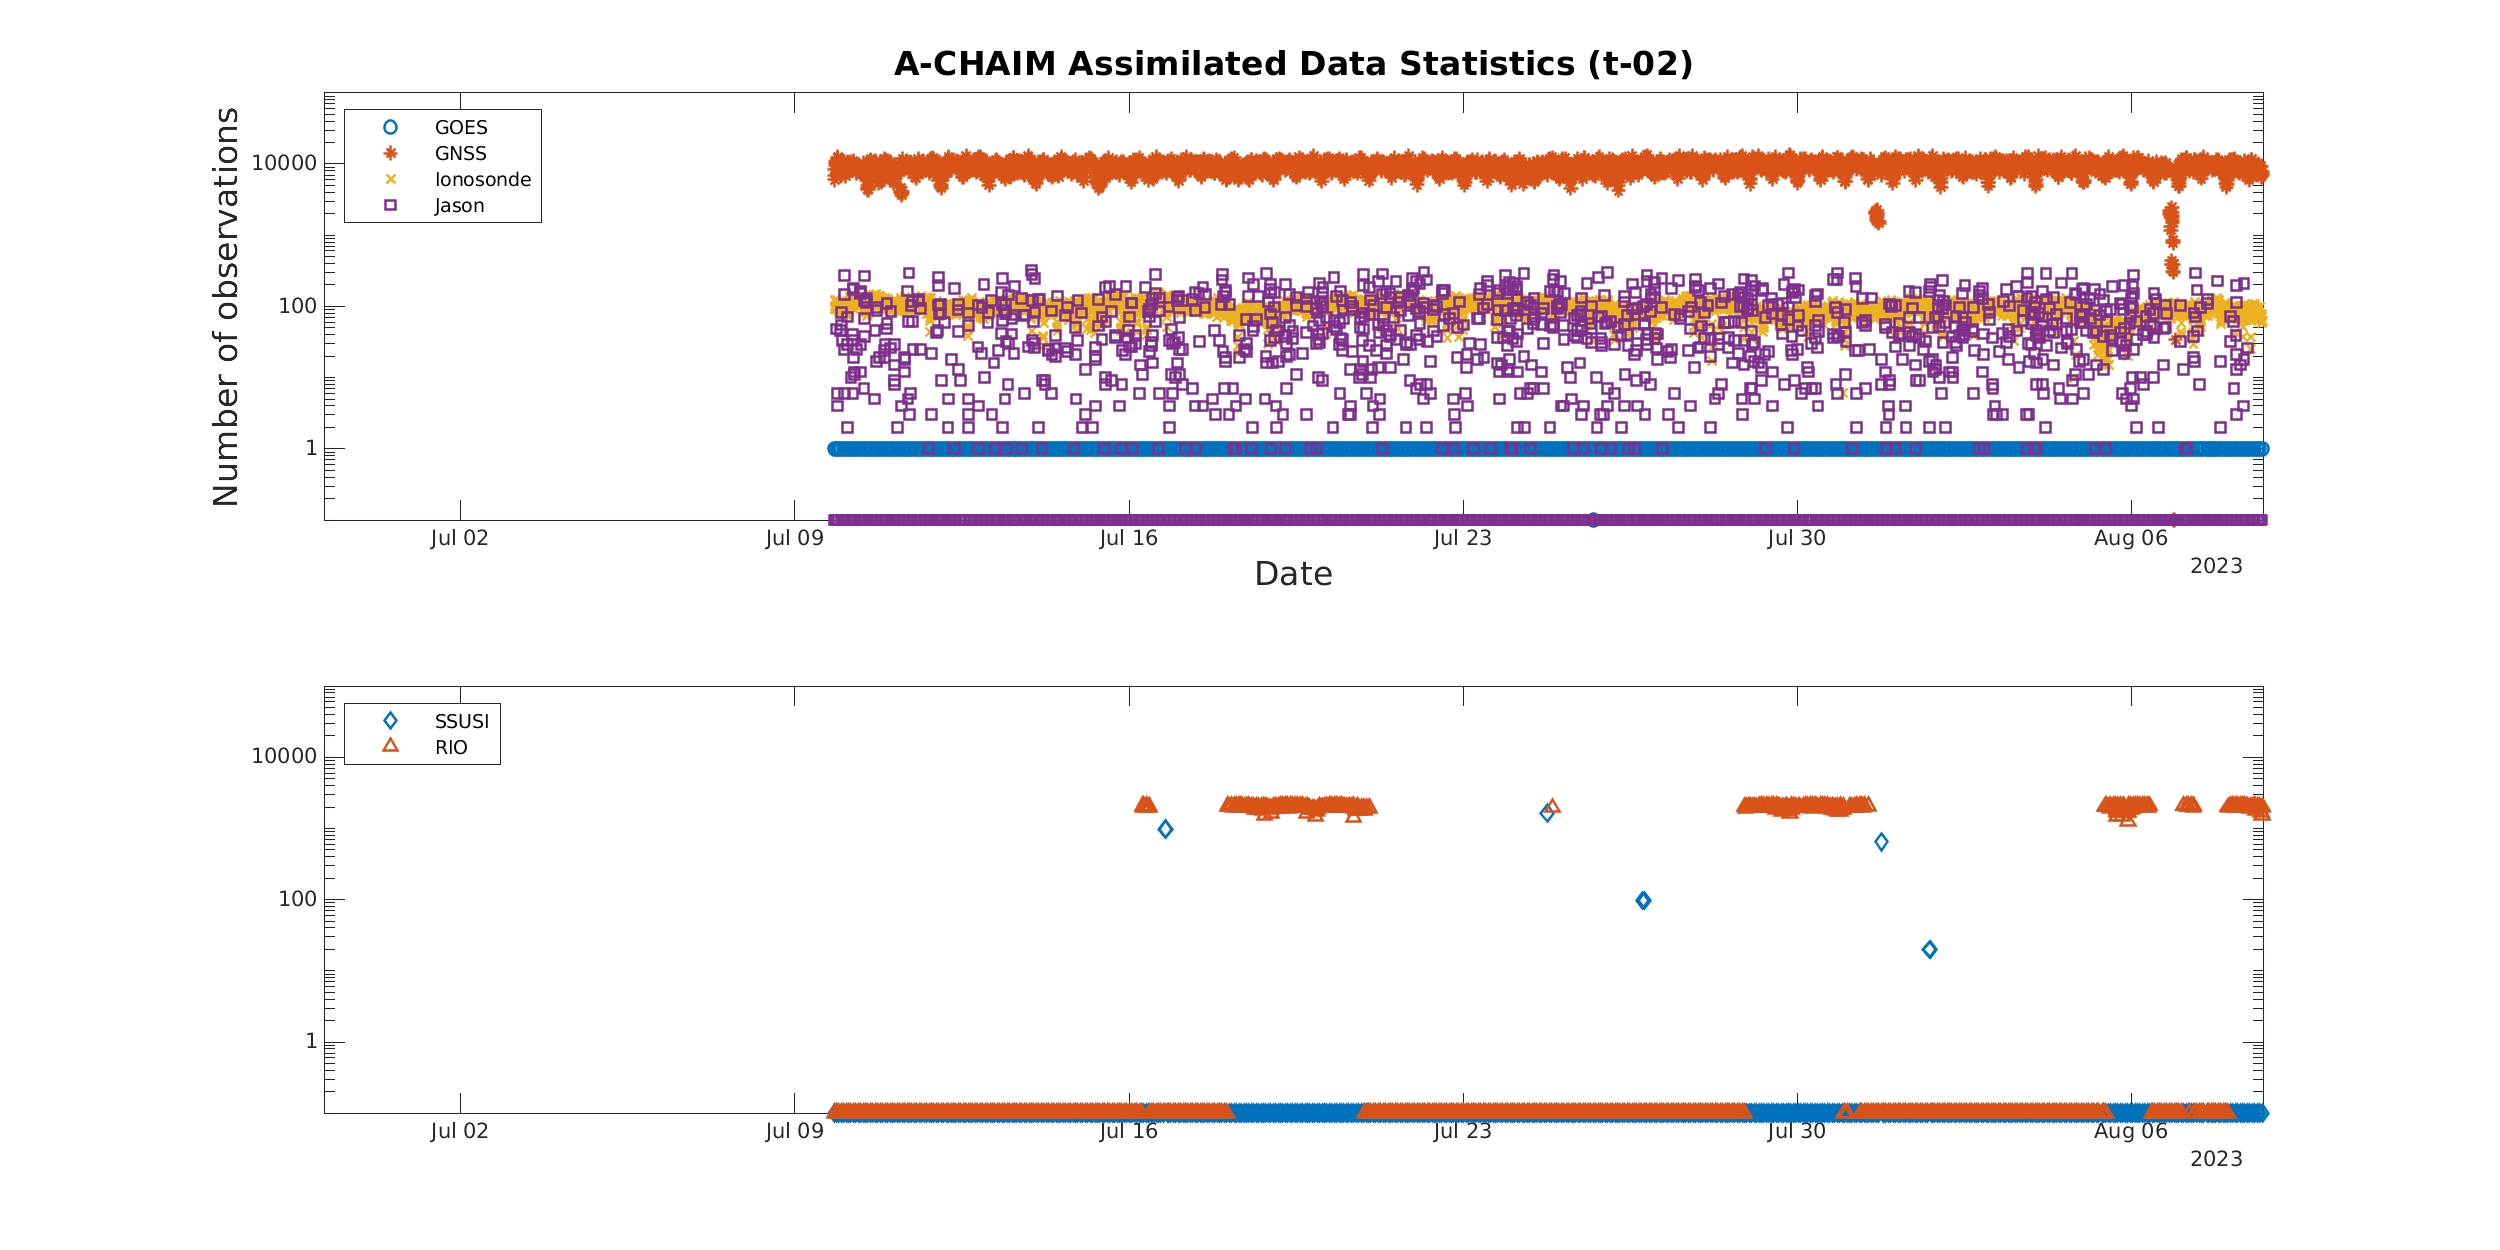 A-CHAIM Assimilated Data Statistics (t-02)
Number of observations
10000
100
1
GOES
GNSS
Ionosonde
Jason
Jul 02 Jul 09 Jul 16 Jul 23 Jul 30 Aug 06
2023
Date
10000
100
1
SSUSI
RIO
Jul 02 Jul 09 Jul 16 Jul 23 Jul 30 Aug 06
2023